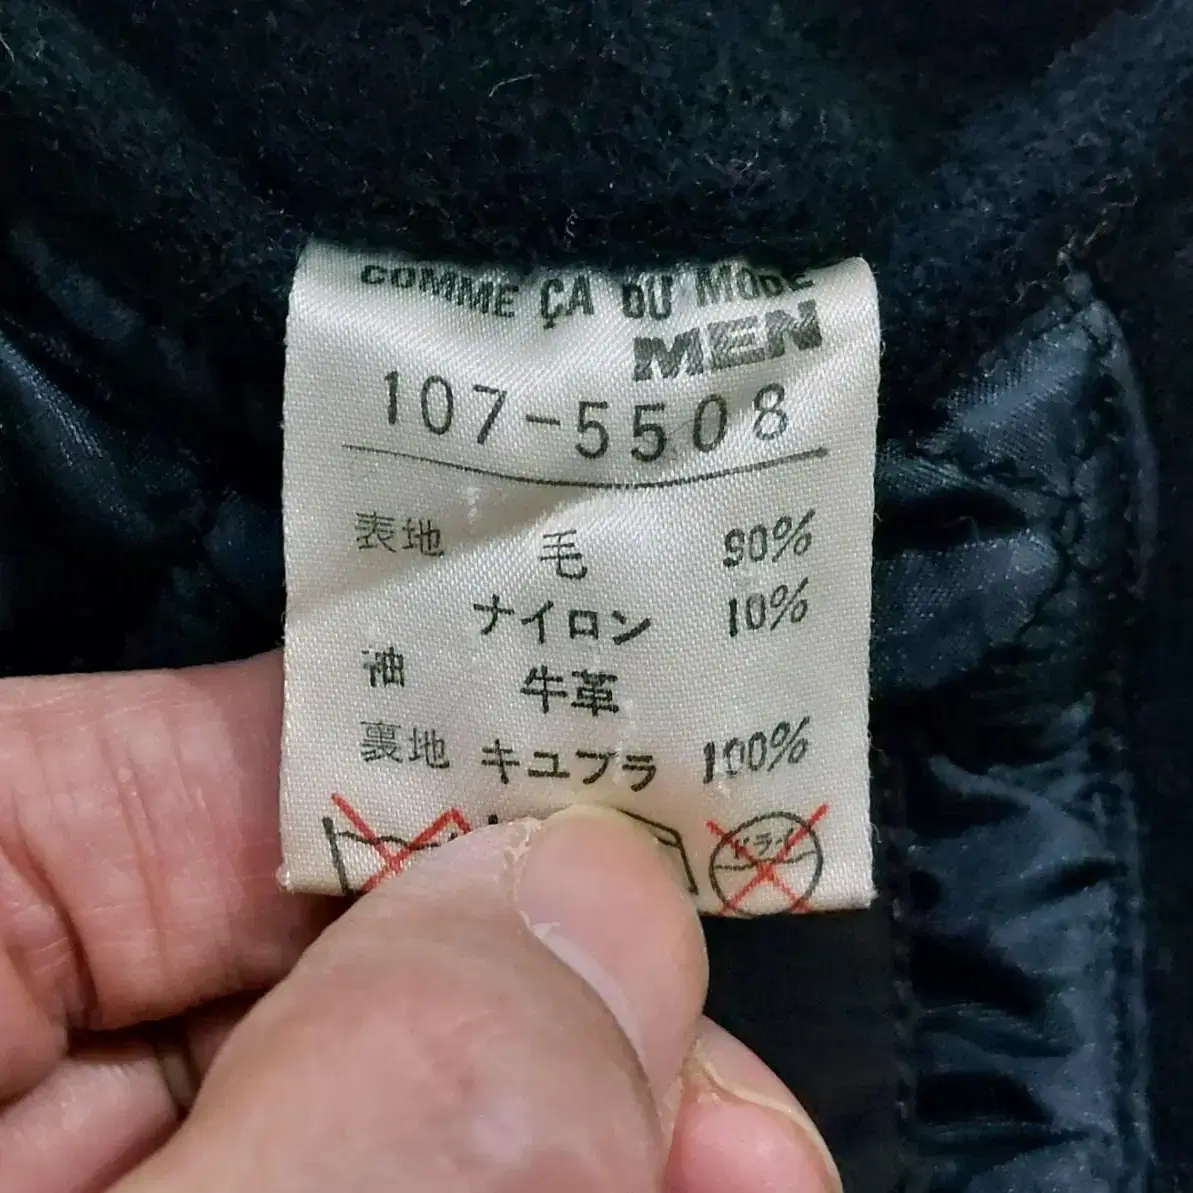 COMME ÇA DU MODE
MEN
107-5508
表地 毛 90%
ナイロン 10%
袖 牛革
裏地 キュプラ 100%
ドライ